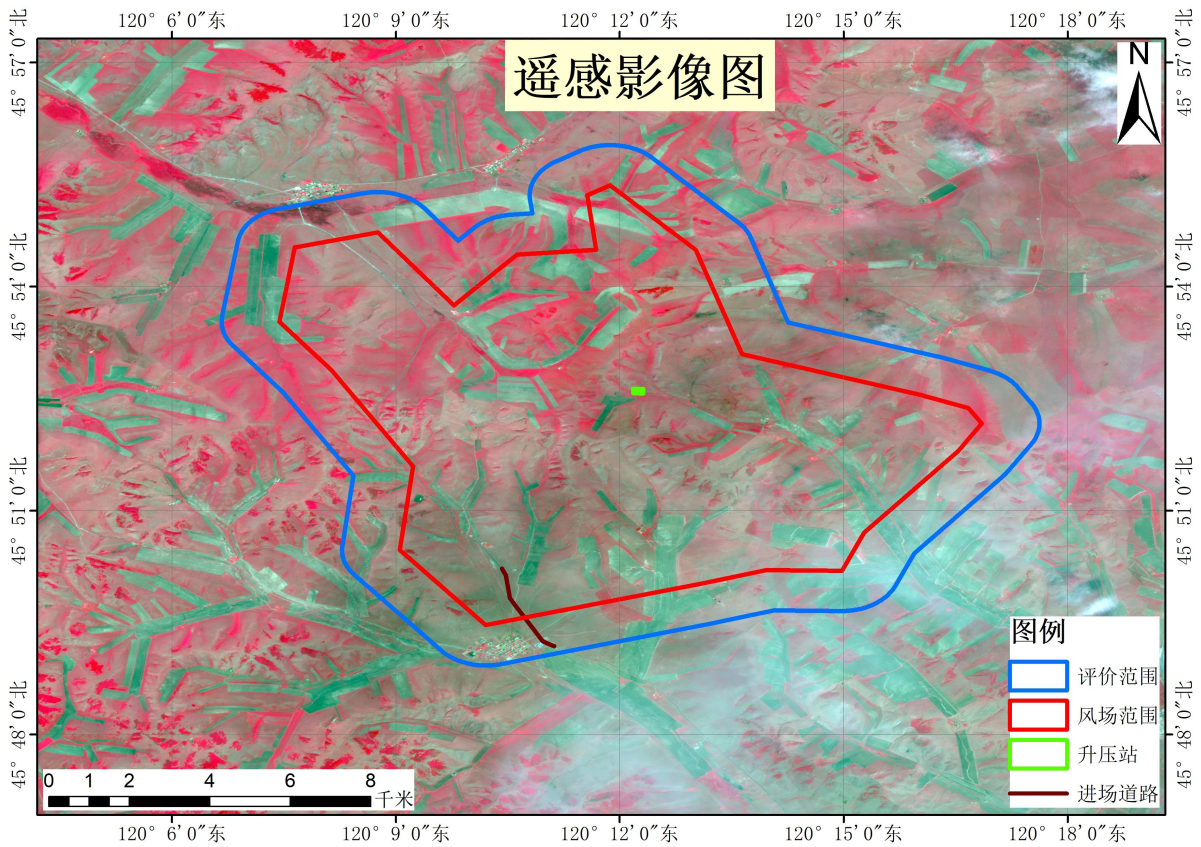 120° 6′ 0″东 120° 9′ 0″东 120° 12′ 0″东 120° 15′ 0″东 120° 18′ 0″东
遥感影像图
N
45° 57′ 0″北
45° 57′ 0″北
45° 54′ 0″北
45° 54′ 0″北
45° 51′ 0″北
45° 51′ 0″北
45° 48′ 0″北
45° 48′ 0″北
图例
评价范围
风场范围
升压站
进场道路
0 1 2 4 6 8
千米
120° 6′ 0″东 120° 9′ 0″东 120° 12′ 0″东 120° 15′ 0″东 120° 18′ 0″东